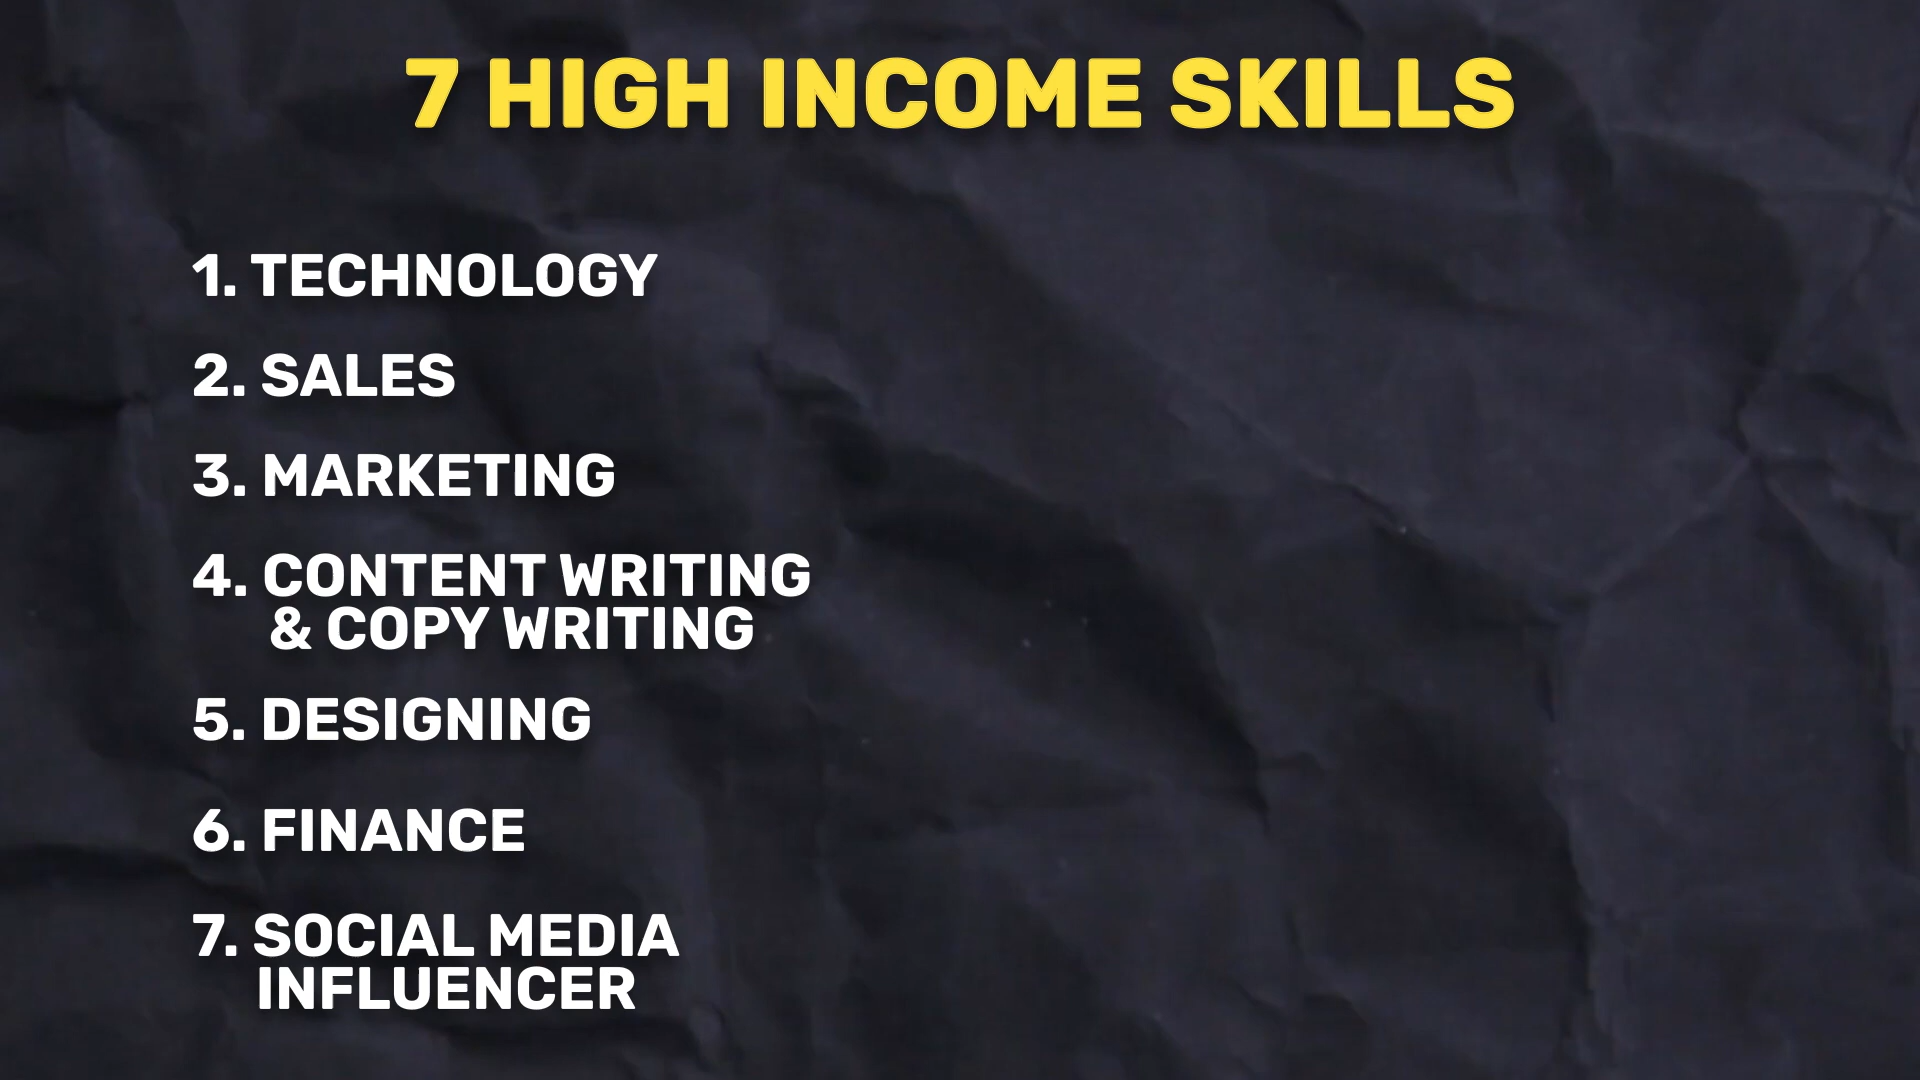 7 HIGH INCOME SKILLS
1. TECHNOLOGY
2. SALES
3. MARKETING
4. CONTENT WRITING
& COPY WRITING
5. DESIGNING
6. FINANCE
7. SOCIAL MEDIA
INFLUENCER